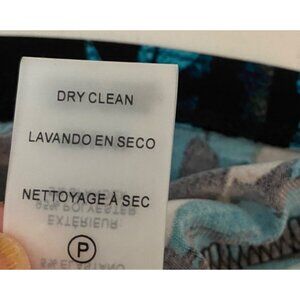 DRY CLEAN
LAVANDO EN SECO
NETTOYAGE À SEC
P